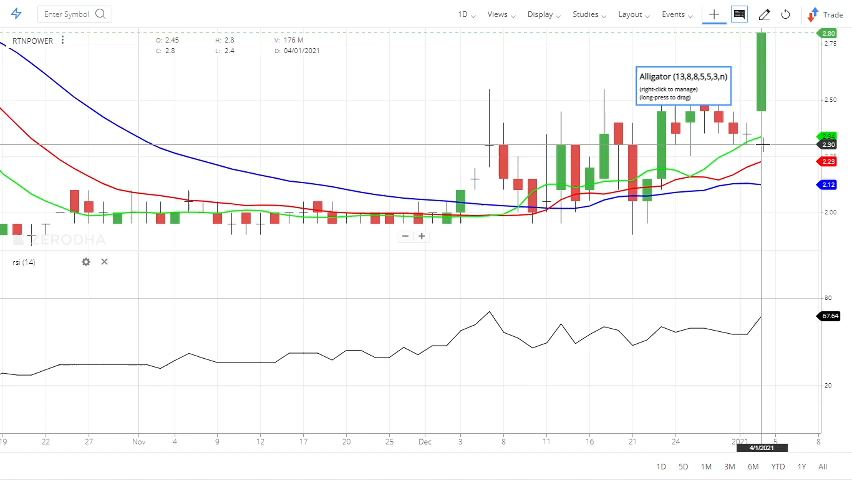 Enter Symbol
1D Views Display Studies Layout Events Trade
RTNPOWER
O: 2.45 H: 2.8 V: 176 M
C: 2.8 L: 2.4 D: 04/01/2021
2.80
2.75
Alligator (13,8,8,5,5,3,n)
(right-click to manage)
(long-press to drag)
2.50
2.30
2.23
2.12
2.00
ZERODHA
rsi (14)
80
67.64
20
19 22 27 Nov 4 9 12 17 20 25 Dec 3 8 11 16 21 24 2021 5 8
4/1/2021
1D 5D 1M 3M 6M YTD 1Y All